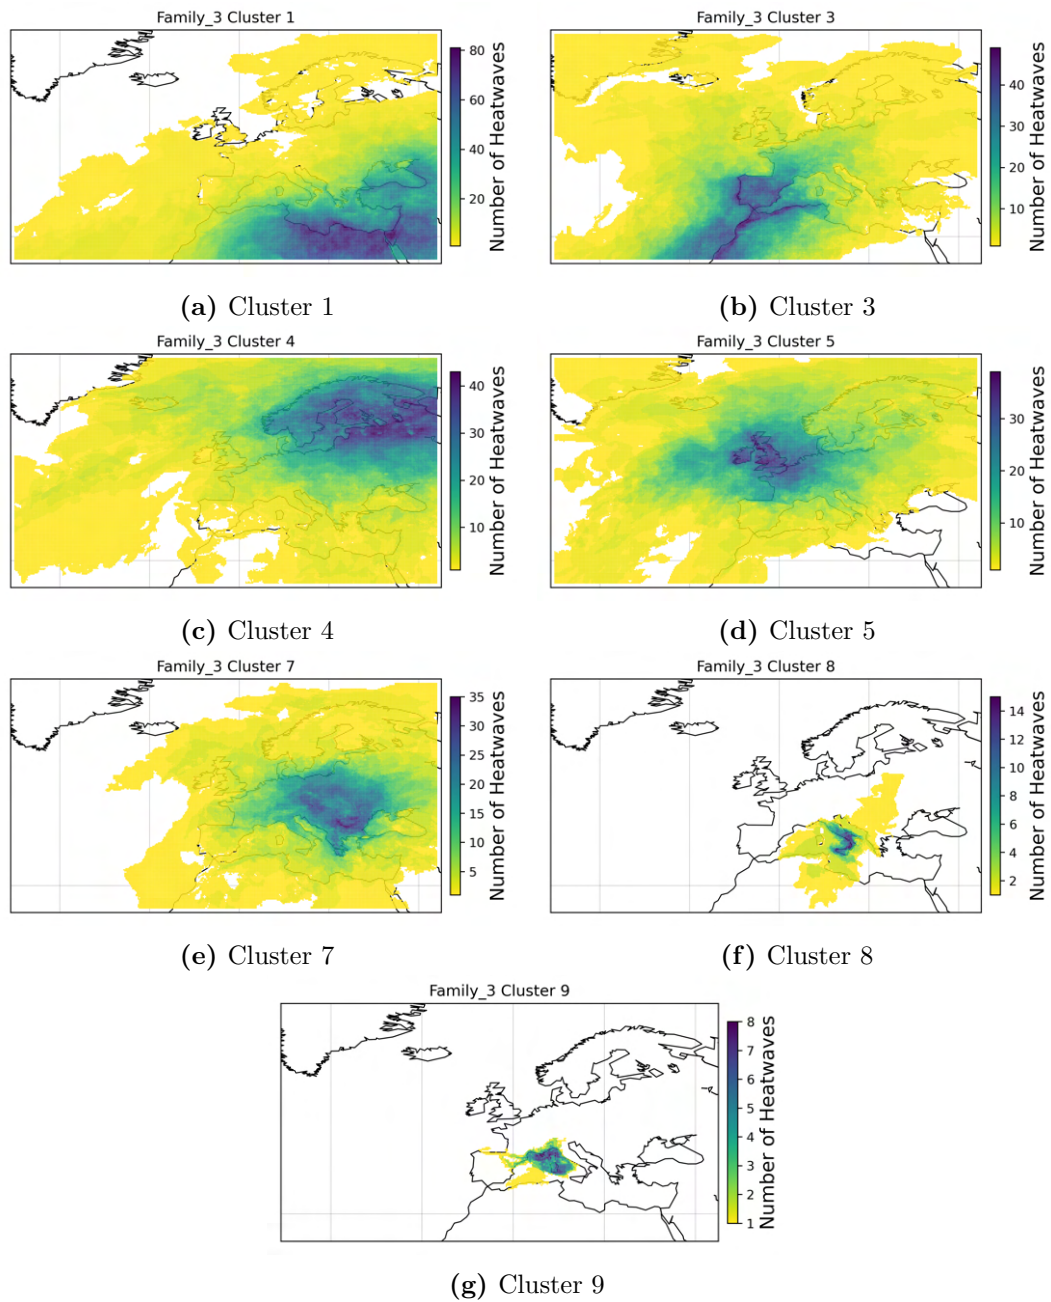 Family_3 Cluster 1
80
60
40
20
Number of Heatwaves
(a) Cluster 1
Family_3 Cluster 3
40
30
20
10
Number of Heatwaves
(b) Cluster 3
Family_3 Cluster 4
40
30
20
10
Number of Heatwaves
(c) Cluster 4
Family_3 Cluster 5
30
20
10
Number of Heatwaves
(d) Cluster 5
Family_3 Cluster 7
35
30
25
20
15
10
5
Number of Heatwaves
(e) Cluster 7
Family_3 Cluster 8
14
12
10
8
6
4
2
Number of Heatwaves
(f) Cluster 8
Family_3 Cluster 9
8
7
6
5
4
3
2
1
Number of Heatwaves
(g) Cluster 9